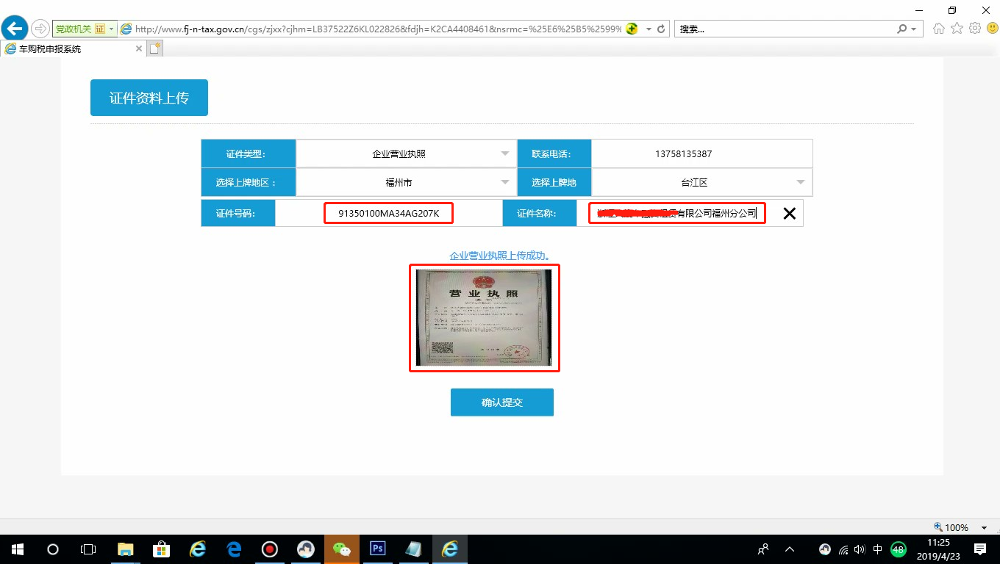 党政机关 证
http://www.fj-n-tax.gov.cn/cgs/zjxx?cjhm=LB37522Z6KL022826&fdjh=K2CA4408461&nsrmc=%25E6%25B5%2599%
搜索...
车购税申报系统
证件资料上传
证件类型: 企业营业执照 联系电话: 13758135387
选择上牌地区: 福州市 选择上牌地 台江区
证件号码: 91350100MA34AG207K 证件名称: 有限公司福州分公司
企业营业执照上传成功。
营业执照
确认提交
100%
Ps
中
48
11:25
2019/4/23